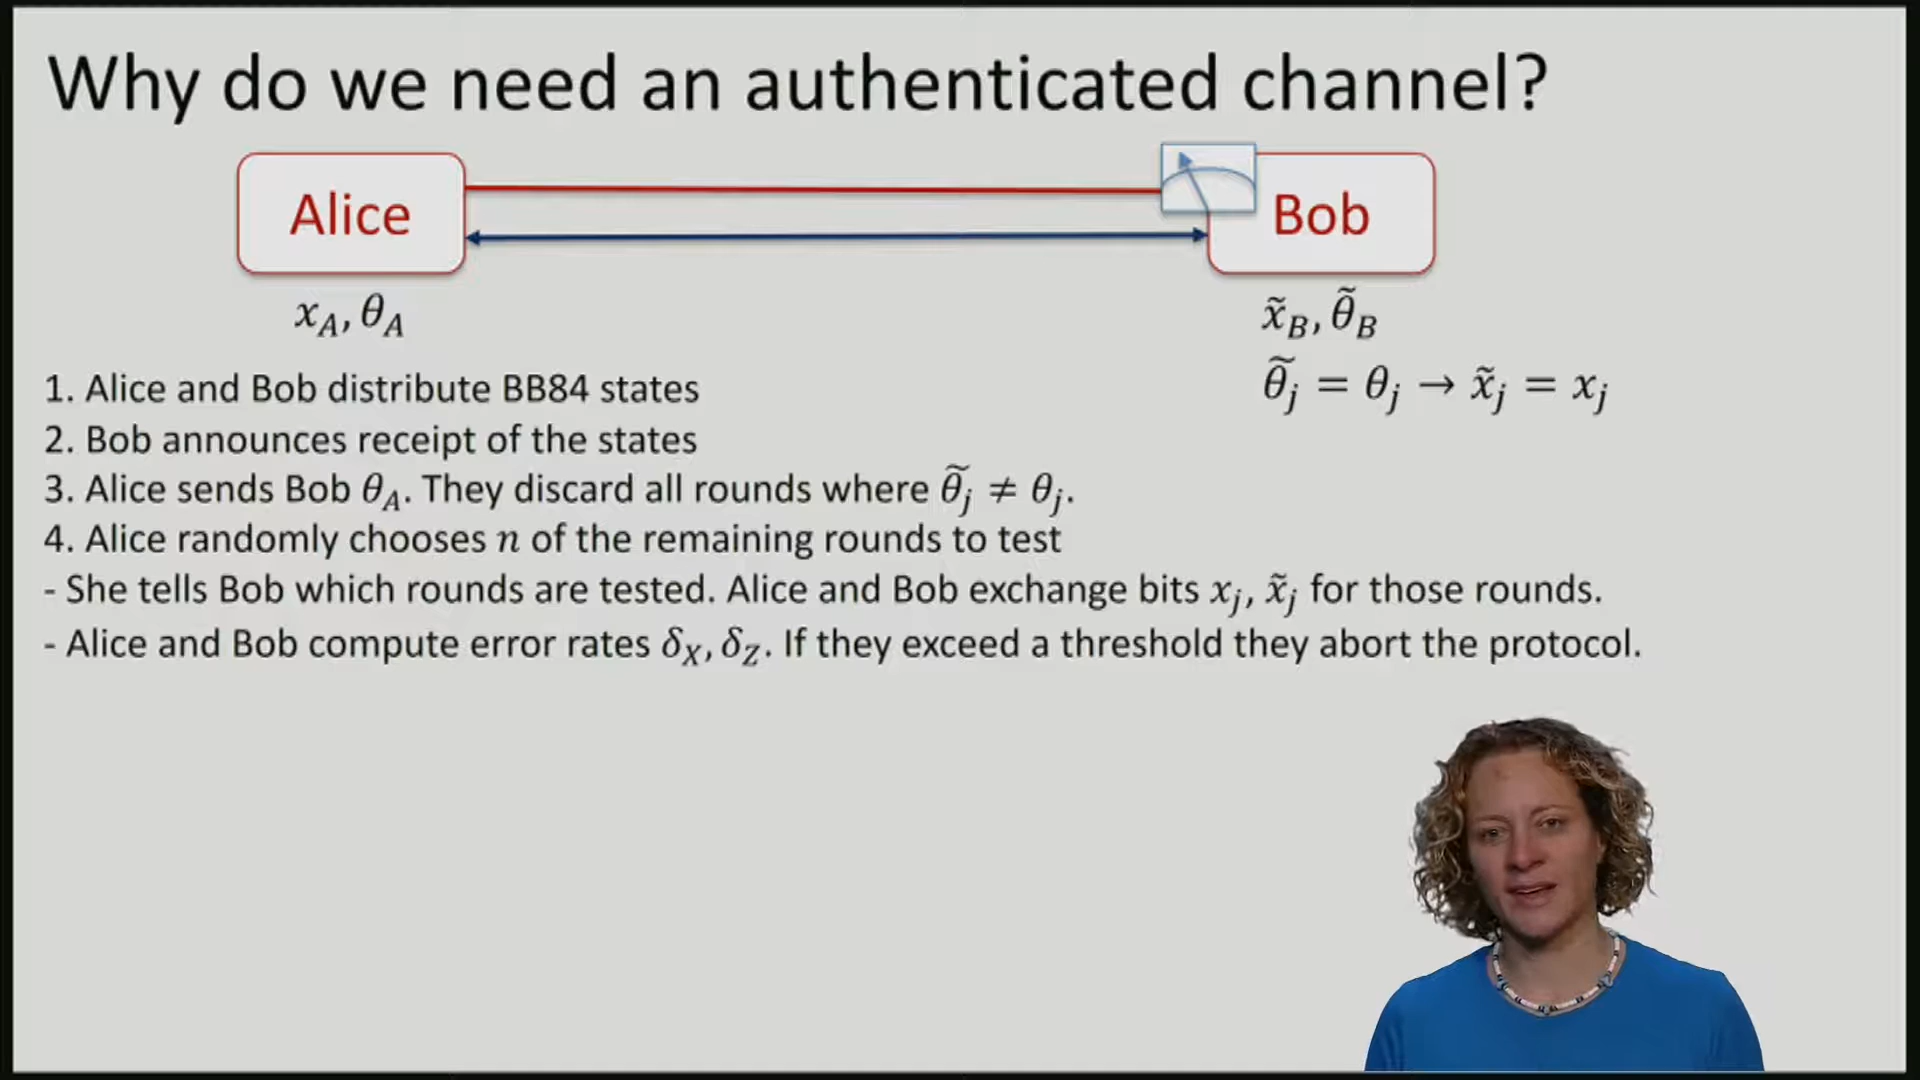 Why do we need an authenticated channel?
Alice
Bob
x_A, θ_A
x̃_B, θ̃_B
θ̃_j = θ_j → x̃_j = x_j
1. Alice and Bob distribute BB84 states
2. Bob announces receipt of the states
3. Alice sends Bob θ_A. They discard all rounds where θ̃_j ≠ θ_j.
4. Alice randomly chooses n of the remaining rounds to test
- She tells Bob which rounds are tested. Alice and Bob exchange bits x_j, x̃_j for those rounds.
- Alice and Bob compute error rates δ_X, δ_Z. If they exceed a threshold they abort the protocol.